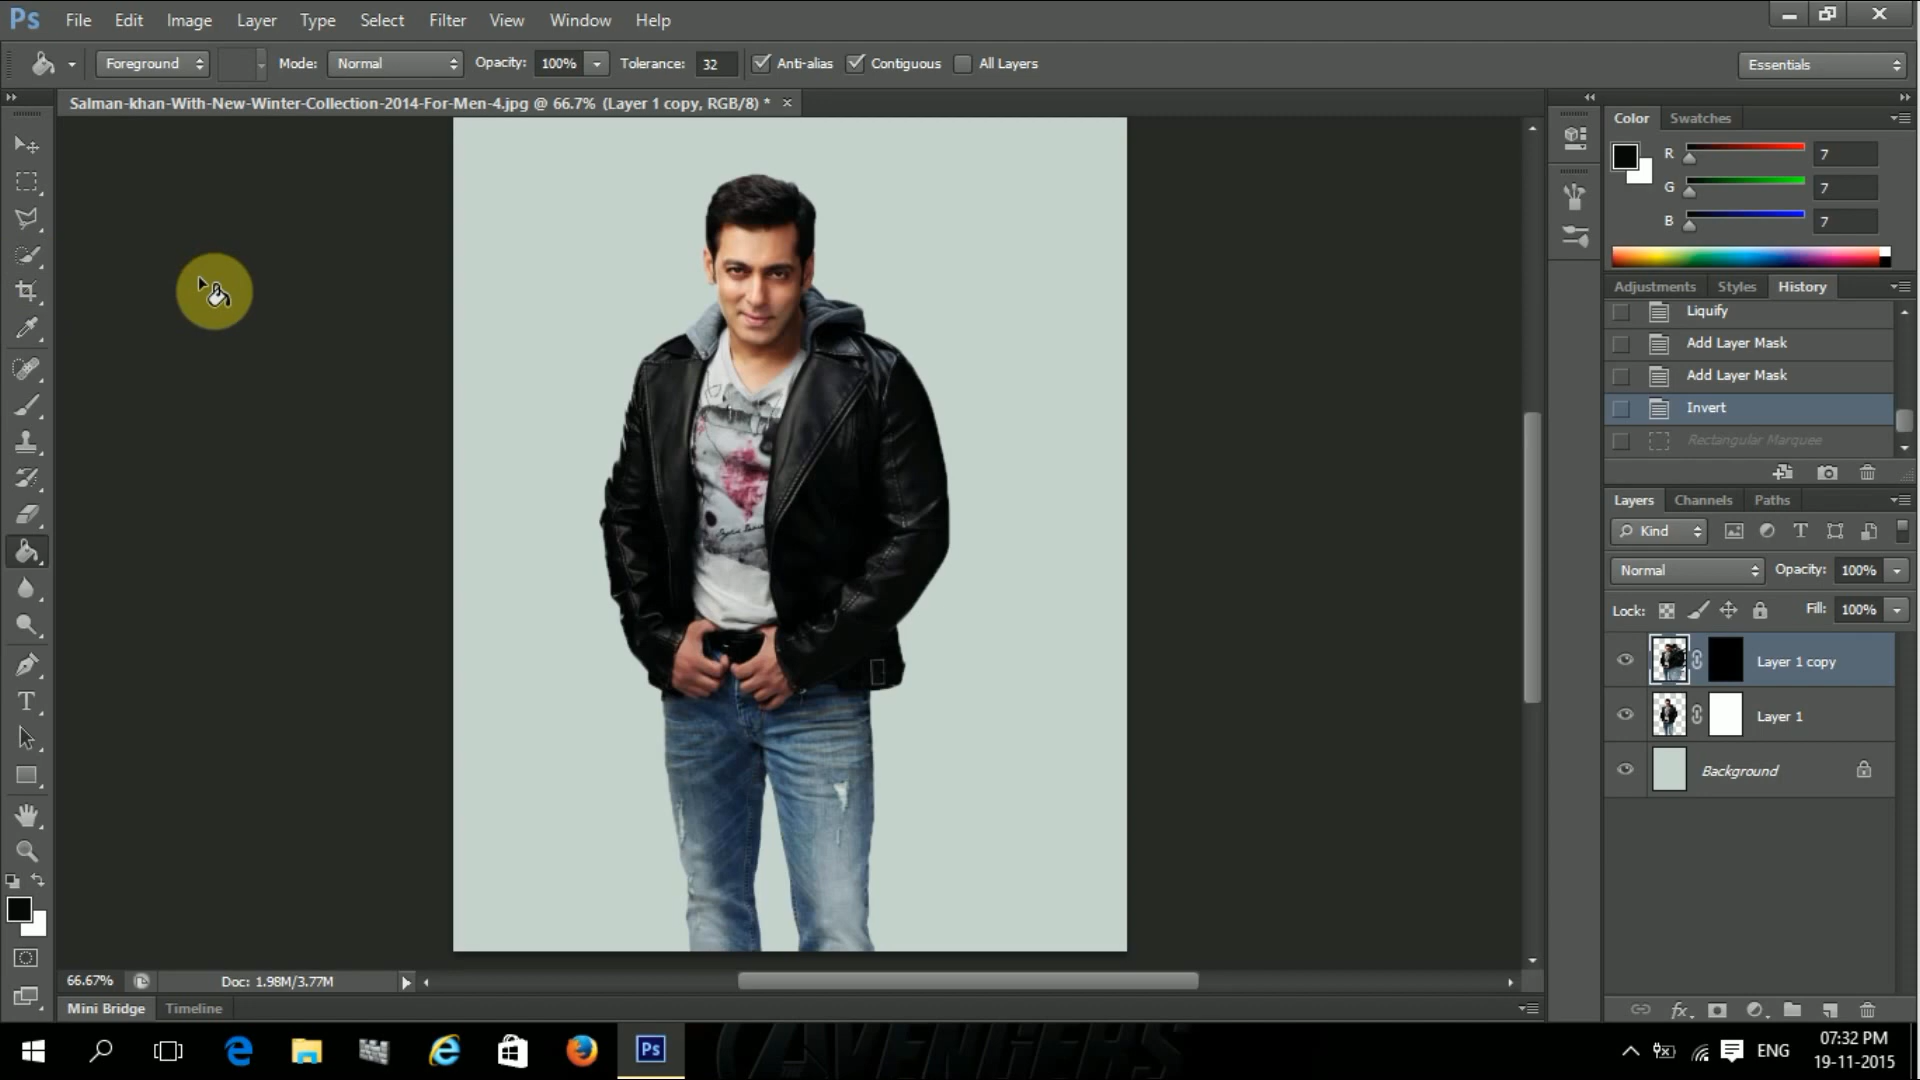 Ps File Edit Image Layer Type Select Filter View Window Help
Foreground Mode: Normal Opacity: 100% Tolerance: 32 Anti-alias Contiguous All Layers Essentials
Salman-khan-With-New-Winter-Collection-2014-For-Men-4.jpg @ 66.7% (Layer 1 copy, RGB/8) * ×
Color Swatches
R 7
G 7
B 7
Adjustments Styles History
Liquify
Add Layer Mask
Add Layer Mask
Invert
Rectangular Marquee
Layers Channels Paths
Kind
Normal Opacity: 100%
Lock: Fill: 100%
Layer 1 copy
Layer 1
Background
66.67% Doc: 1.98M/3.77M
Mini Bridge Timeline
Ps THE AVENGERS ENG 07:32 PM
19-11-2015